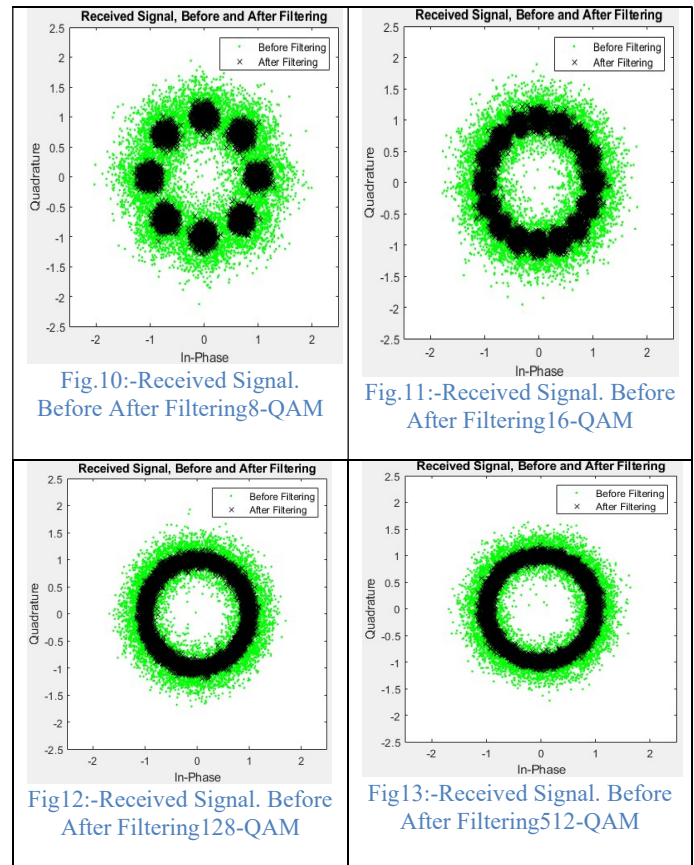 Received Signal, Before and After Filtering
2.5
Before Filtering
After Filtering
2
1.5
1
0.5
0
-0.5
-1
-1.5
-2
-2.5
Quadrature
-2 -1 0 1 2
In-Phase
Fig.10:-Received Signal.
Before After Filtering8-QAM
Received Signal, Before and After Filtering
2.5
Before Filtering
After Filtering
2
1.5
1
0.5
0
-0.5
-1
-1.5
-2
-2.5
Quadrature
-2 -1 0 1 2
In-Phase
Fig.11:-Received Signal. Before
After Filtering16-QAM
Received Signal, Before and After Filtering
2.5
Before Filtering
After Filtering
2
1.5
1
0.5
0
-0.5
-1
-1.5
-2
-2.5
Quadrature
-2 -1 0 1 2
In-Phase
Fig12:-Received Signal. Before
After Filtering128-QAM
Received Signal, Before and After Filtering
2.5
Before Filtering
After Filtering
2
1.5
1
0.5
0
-0.5
-1
-1.5
-2
-2.5
Quadrature
-2 -1 0 1 2
In-Phase
Fig13:-Received Signal. Before
After Filtering512-QAM